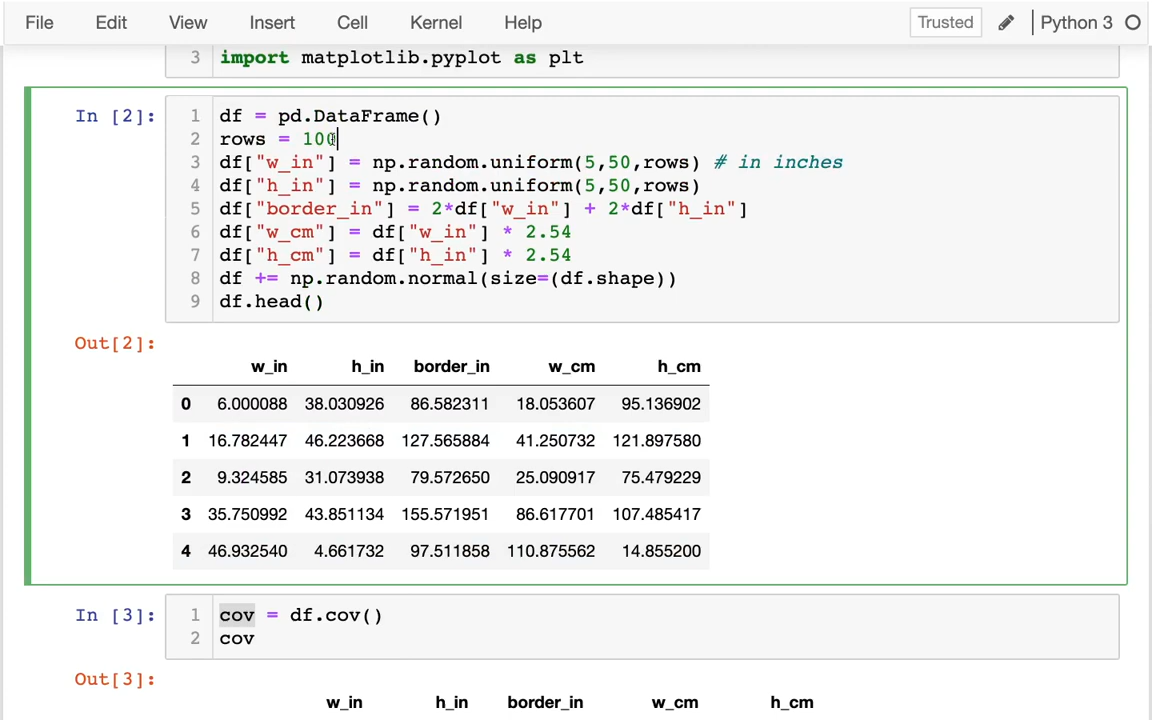 File Edit View Insert Cell Kernel Help Trusted Python 3
3 import matplotlib.pyplot as plt
In [2]: 1 df = pd.DataFrame()
2 rows = 100
3 df["w_in"] = np.random.uniform(5,50,rows) # in inches
4 df["h_in"] = np.random.uniform(5,50,rows)
5 df["border_in"] = 2*df["w_in"] + 2*df["h_in"]
6 df["w_cm"] = df["w_in"] * 2.54
7 df["h_cm"] = df["h_in"] * 2.54
8 df += np.random.normal(size=(df.shape))
9 df.head()
Out[2]:
w_in h_in border_in w_cm h_cm
0 6.000088 38.030926 86.582311 18.053607 95.136902
1 16.782447 46.223668 127.565884 41.250732 121.897580
2 9.324585 31.073938 79.572650 25.090917 75.479229
3 35.750992 43.851134 155.571951 86.617701 107.485417
4 46.932540 4.661732 97.511858 110.875562 14.855200
In [3]: 1 cov = df.cov()
2 cov
Out[3]:
w_in h_in border_in w_cm h_cm